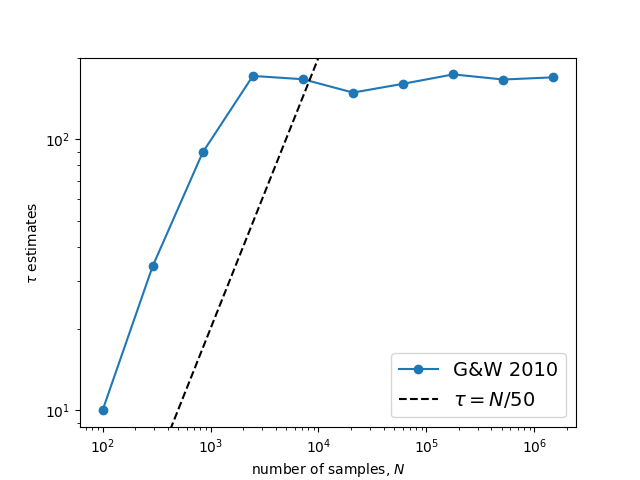 10²
10¹
τ estimates
10² 10³ 10⁴ 10⁵ 10⁶
number of samples, N
G&W 2010
τ = N/50